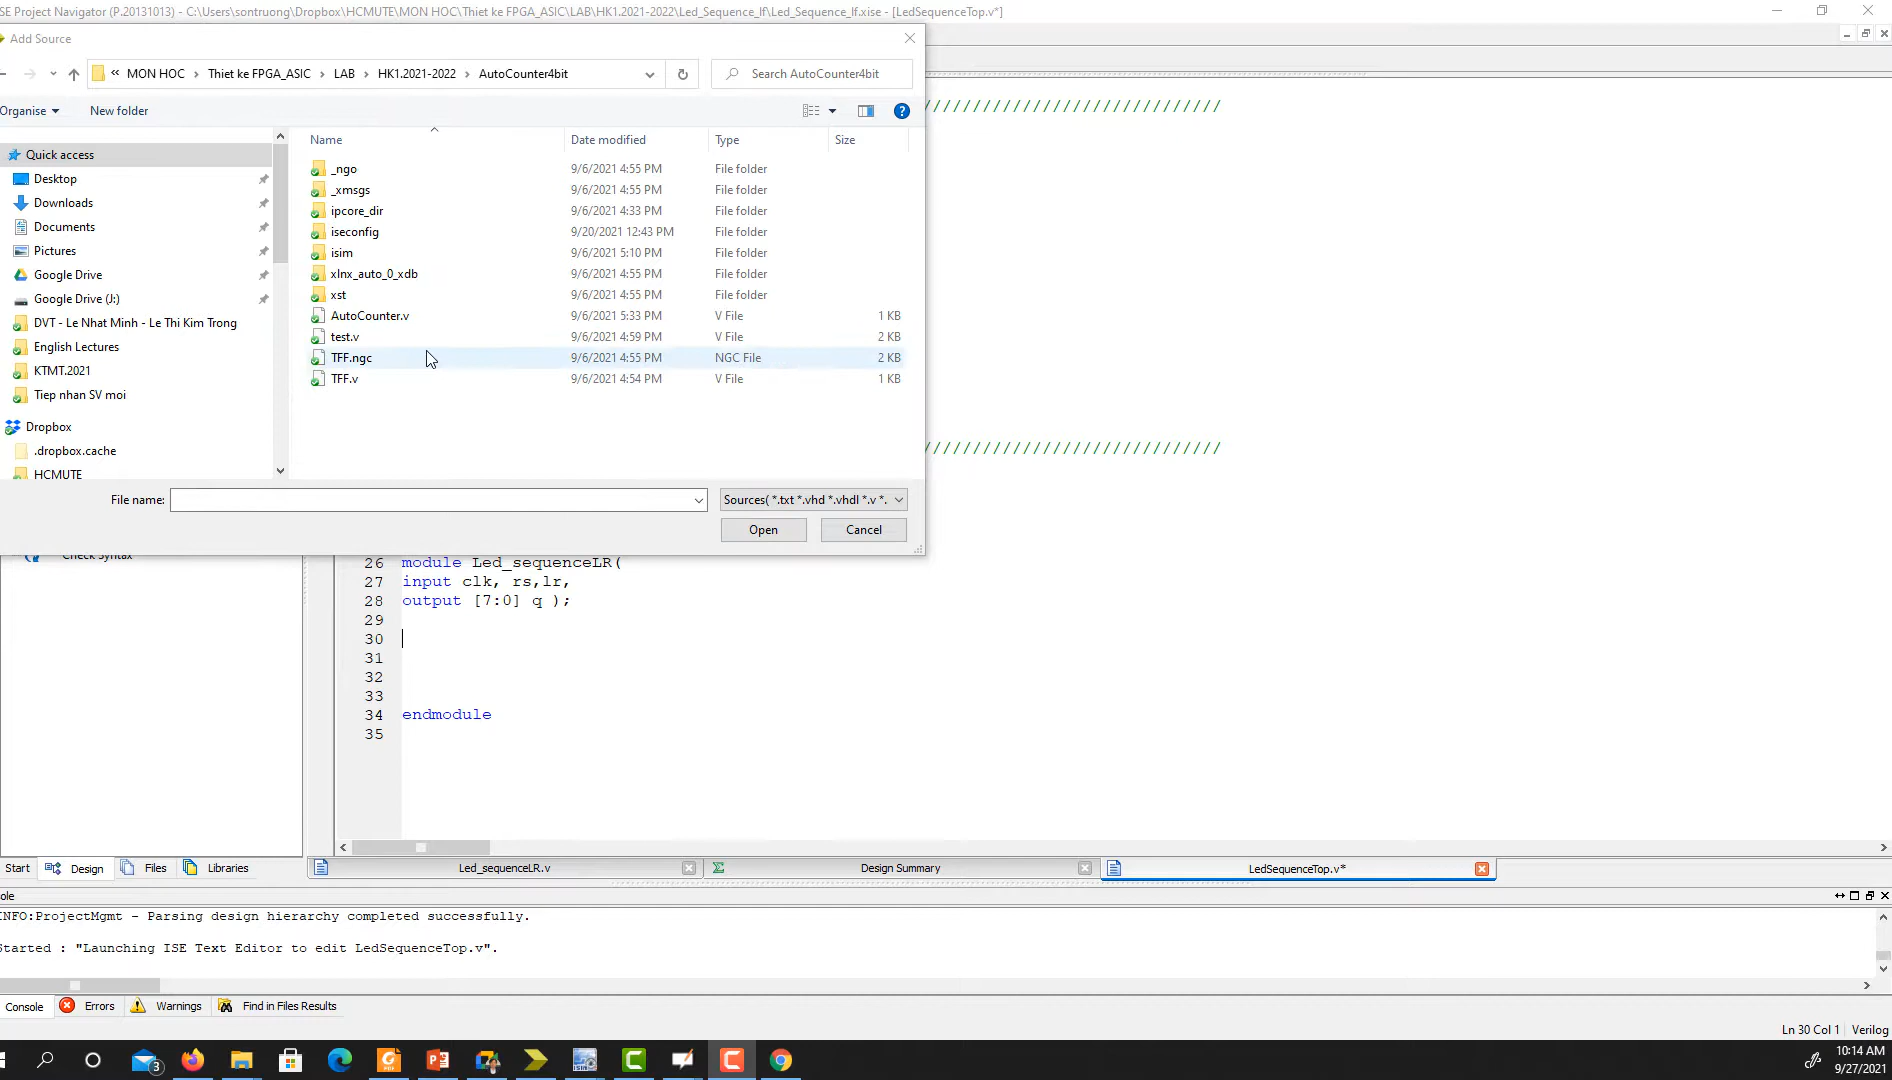 SE Project Navigator (P.20131013) - C:\Users\sontruong\Dropbox\HCMUTE\MON HOC\Thiet ke FPGA_ASIC\LAB\HK1.2021-2022\Led_Sequence_lf\Led_Sequence_lf.xise - [LedSequenceTop.v*]
Add Source
« MON HOC > Thiet ke FPGA_ASIC > LAB > HK1.2021-2022 > AutoCounter4bit
Search AutoCounter4bit
Organise
New folder
Name Date modified Type Size
Quick access
Desktop
Downloads
Documents
Pictures
Google Drive
Google Drive (J:)
DVT - Le Nhat Minh - Le Thi Kim Trong
English Lectures
KTMT.2021
Tiep nhan SV moi
Dropbox
.dropbox.cache
HCMUTE
_ngo 9/6/2021 4:55 PM File folder
_xmsgs 9/6/2021 4:55 PM File folder
ipcore_dir 9/6/2021 4:33 PM File folder
iseconfig 9/20/2021 12:43 PM File folder
isim 9/6/2021 5:10 PM File folder
xlnx_auto_0_xdb 9/6/2021 4:55 PM File folder
xst 9/6/2021 4:55 PM File folder
AutoCounter.v 9/6/2021 5:33 PM V File 1 KB
test.v 9/6/2021 4:59 PM V File 2 KB
TFF.ngc 9/6/2021 4:55 PM NGC File 2 KB
TFF.v 9/6/2021 4:54 PM V File 1 KB
File name:
Sources( *.txt *.vhd *.vhdl *.v *.
Open
Cancel
//////////////////////////////
//////////////////////////////
Check Syntax
26 module Led_sequenceLR(
27 input clk, rs,lr,
28 output [7:0] q );
29
30
31
32
33
34 endmodule
35
Start Design Files Libraries
Led_sequenceLR.v
Design Summary
LedSequenceTop.v*
ole
INFO:ProjectMgmt - Parsing design hierarchy completed successfully.
Started : "Launching ISE Text Editor to edit LedSequenceTop.v".
Console Errors Warnings Find in Files Results
Ln 30 Col 1 Verilog
3
10:14 AM
9/27/2021